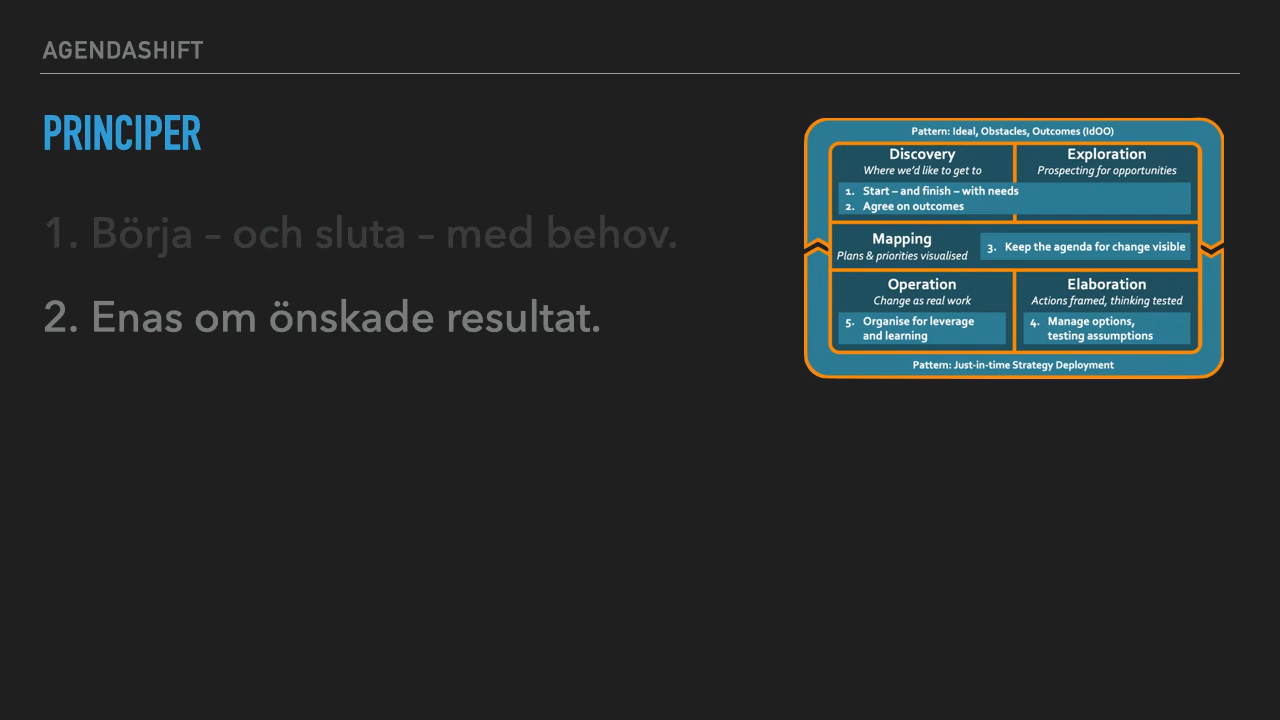 AGENDASHIFT
PRINCIPER
1. Börja – och sluta – med behov.
2. Enas om önskade resultat.
Pattern: Ideal, Obstacles, Outcomes (IdOO)
Discovery
Where we'd like to get to
Exploration
Prospecting for opportunities
1. Start – and finish – with needs
2. Agree on outcomes
Mapping
Plans & priorities visualised
3. Keep the agenda for change visible
Operation
Change as real work
5. Organise for leverage
and learning
Elaboration
Actions framed, thinking tested
4. Manage options,
testing assumptions
Pattern: Just-in-time Strategy Deployment